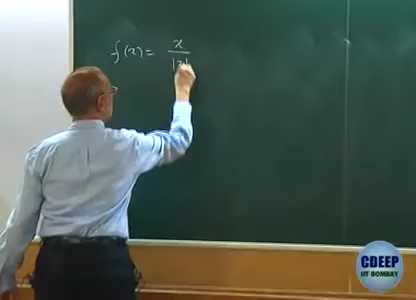 f(x) = x / |x|
CDEEP
IIT BOMBAY